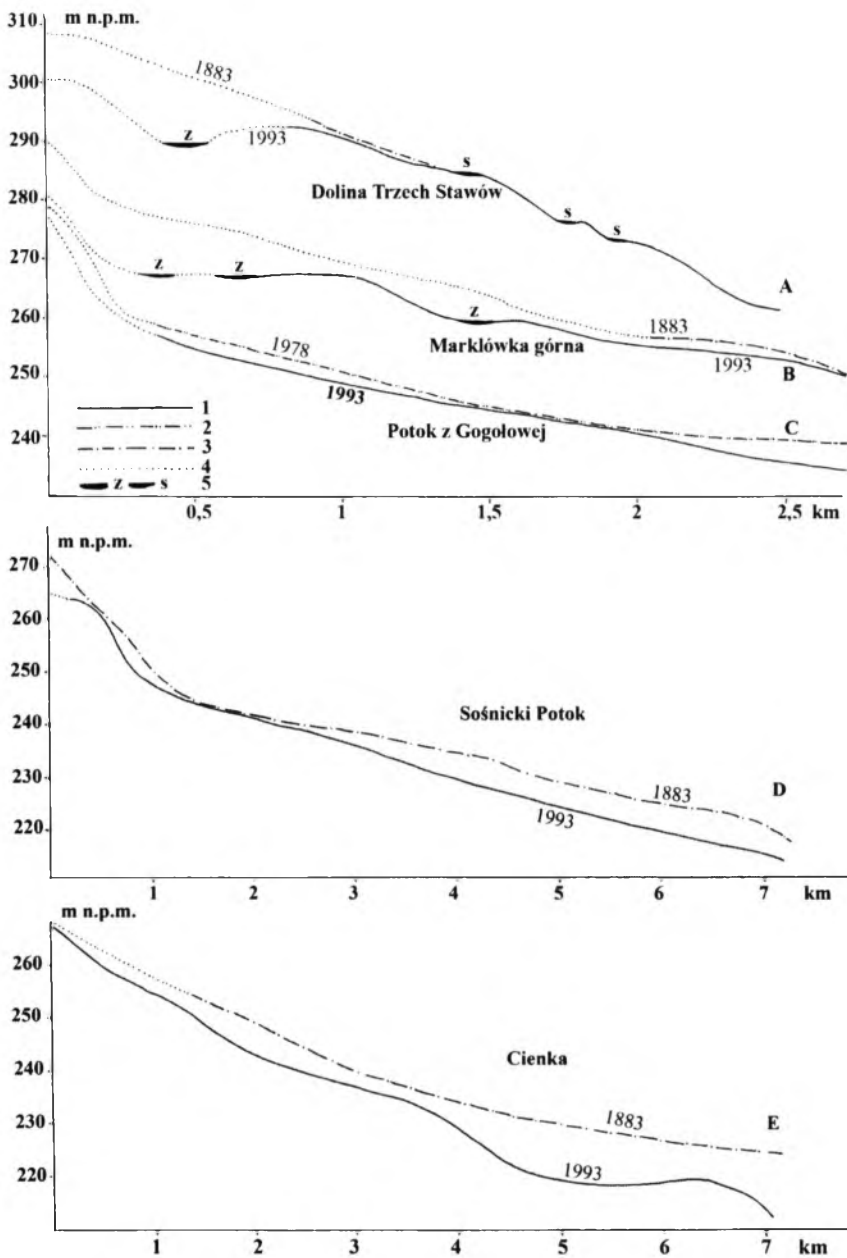 m n.p.m.
310
300
290
280
270
260
250
240
1883
z
1993
s
Dolina Trzech Stawów
s
s
A
z
z
z
1883
Marklówka górna
1993
B
1978
1993
Potok z Gogołowej
C
1
2
3
4
z s 5
0,5 1 1,5 2 2,5 km
m n.p.m.
270
260
250
240
230
220
Sośnicki Potok
1883
D
1993
1 2 3 4 5 6 7 km
m n.p.m.
260
250
240
230
220
Cienka
1883
E
1993
1 2 3 4 5 6 7 km